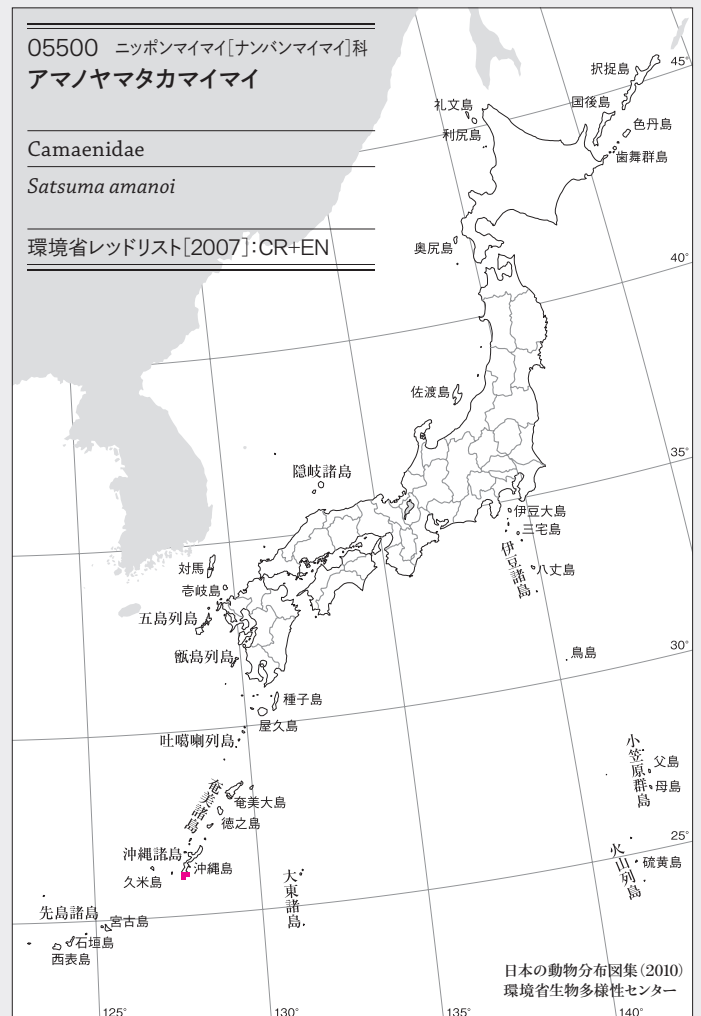 05500 ニッポンマイマイ[ナンバンマイマイ]科
アマノヤマタカマイマイ
Camaenidae
Satsuma amanoi
環境省レッドリスト[2007]:CR+EN
択捉島
45°
国後島
礼文島
色丹島
利尻島
歯舞群島
奥尻島
40°
佐渡島
35°
隠岐諸島
伊豆大島
三宅島
伊豆諸島
八丈島
対馬
壱岐島
五島列島
甑島列島
鳥島
30°
種子島
屋久島
吐噶喇列島
小笠原群島
父島
母島
奄美諸島
奄美大島
徳之島
25°
沖縄諸島
沖縄島
久米島
火山列島
硫黄島
大東諸島
先島諸島
宮古島
石垣島
西表島
日本の動物分布図集(2010)
環境省生物多様性センター
125°
130°
135°
140°